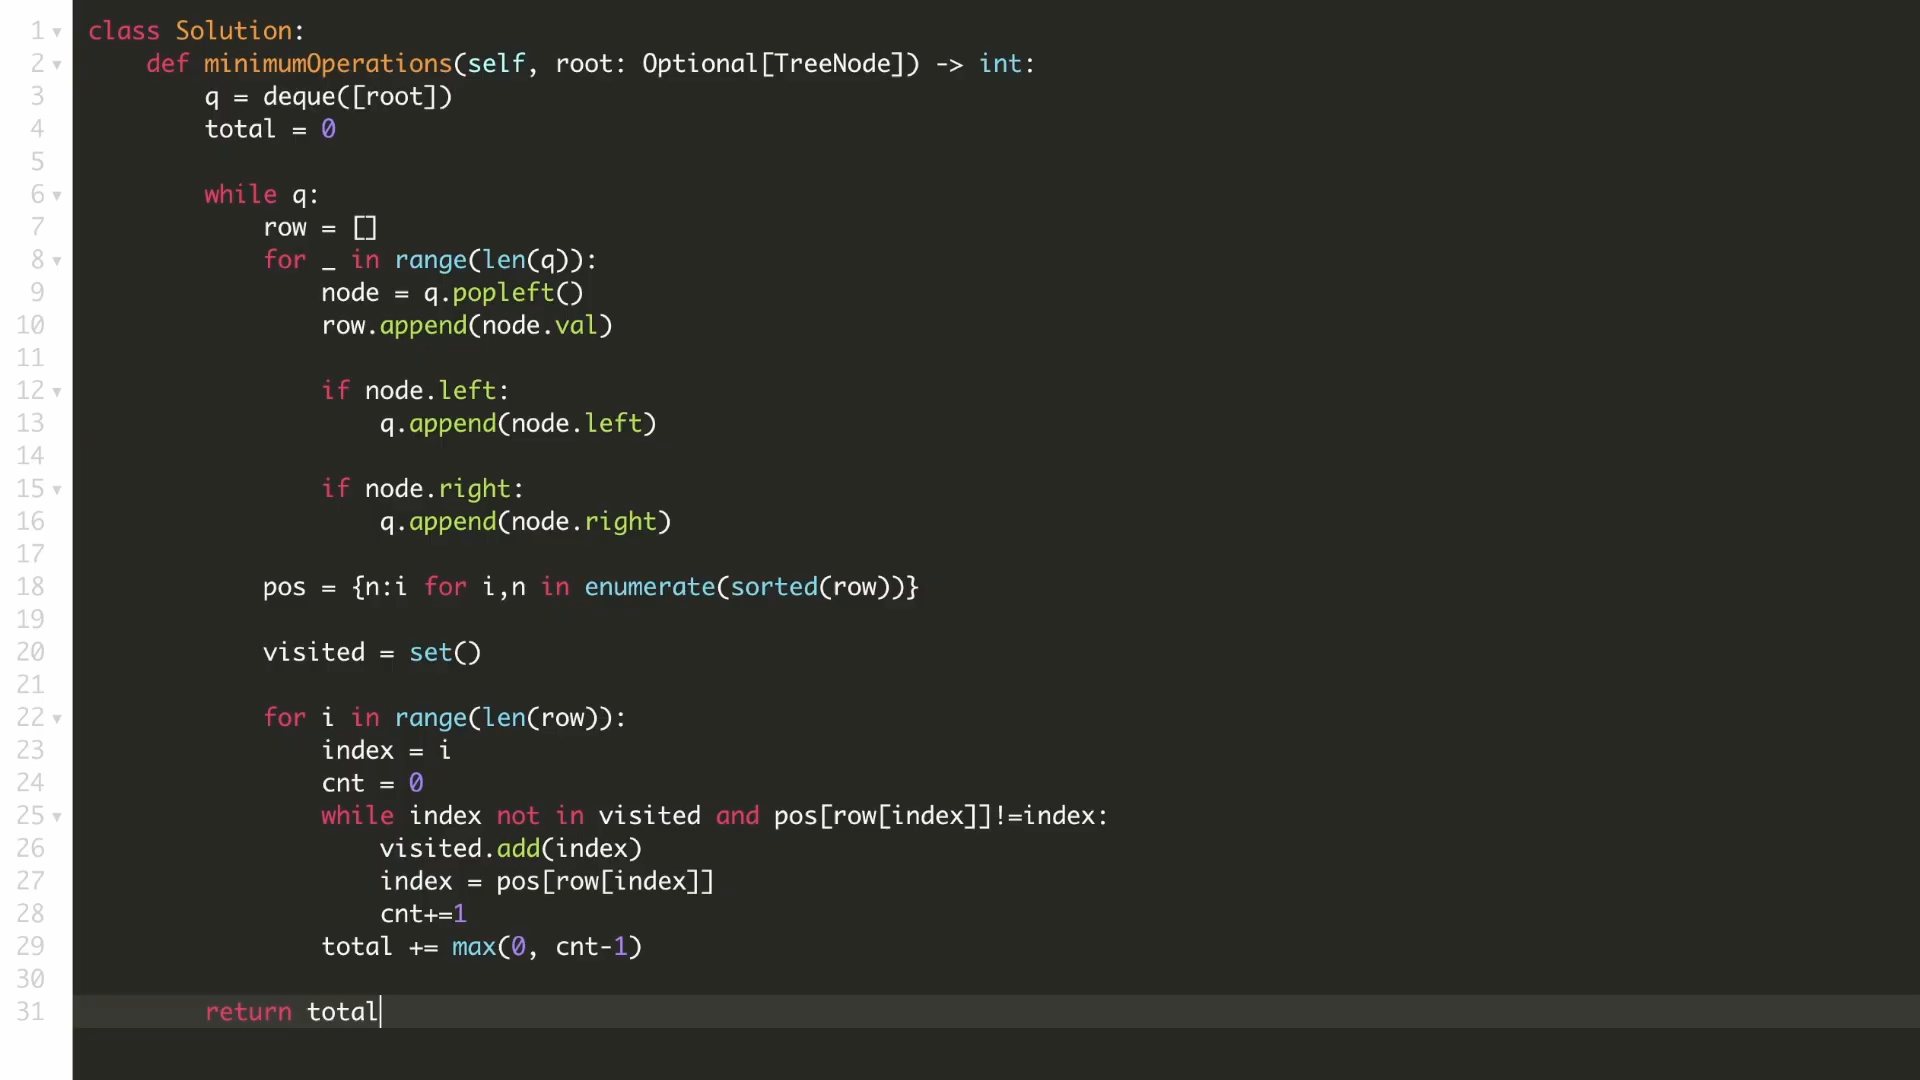 1 class Solution:
2     def minimumOperations(self, root: Optional[TreeNode]) -> int:
3         q = deque([root])
4         total = 0
5
6         while q:
7             row = []
8             for _ in range(len(q)):
9                 node = q.popleft()
10                 row.append(node.val)
11
12                 if node.left:
13                     q.append(node.left)
14
15                 if node.right:
16                     q.append(node.right)
17
18             pos = {n:i for i,n in enumerate(sorted(row))}
19
20             visited = set()
21
22             for i in range(len(row)):
23                 index = i
24                 cnt = 0
25                 while index not in visited and pos[row[index]]!=index:
26                     visited.add(index)
27                     index = pos[row[index]]
28                     cnt+=1
29                 total += max(0, cnt-1)
30
31         return total